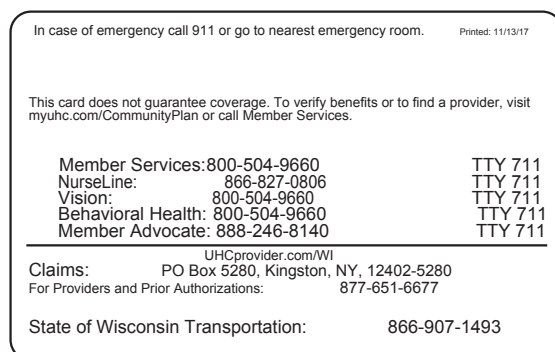 In case of emergency call 911 or go to nearest emergency room. Printed: 11/13/17
This card does not guarantee coverage. To verify benefits or to find a provider, visit
myuhc.com/CommunityPlan or call Member Services.
Member Services:800-504-9660 TTY 711
NurseLine: 866-827-0806 TTY 711
Vision: 800-504-9660 TTY 711
Behavioral Health: 800-504-9660 TTY 711
Member Advocate: 888-246-8140 TTY 711
UHCprovider.com/WI
Claims: PO Box 5280, Kingston, NY, 12402-5280
For Providers and Prior Authorizations: 877-651-6677
State of Wisconsin Transportation: 866-907-1493